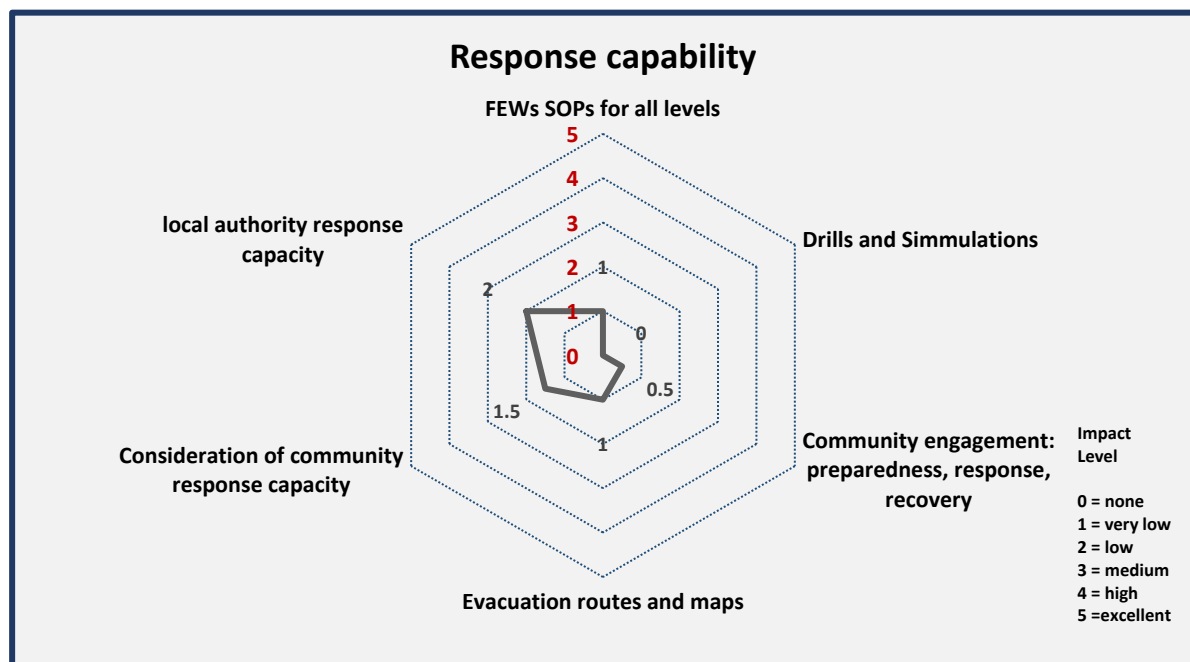 Response capability
FEWs SOPs for all levels
5
4
3
2
1
0
1
0
0.5
1
1.5
2
Drills and Simmulations
Community engagement:
preparedness, response,
recovery
Evacuation routes and maps
Consideration of community
response capacity
local authority response
capacity
Impact
Level
0 = none
1 = very low
2 = low
3 = medium
4 = high
5 =excellent